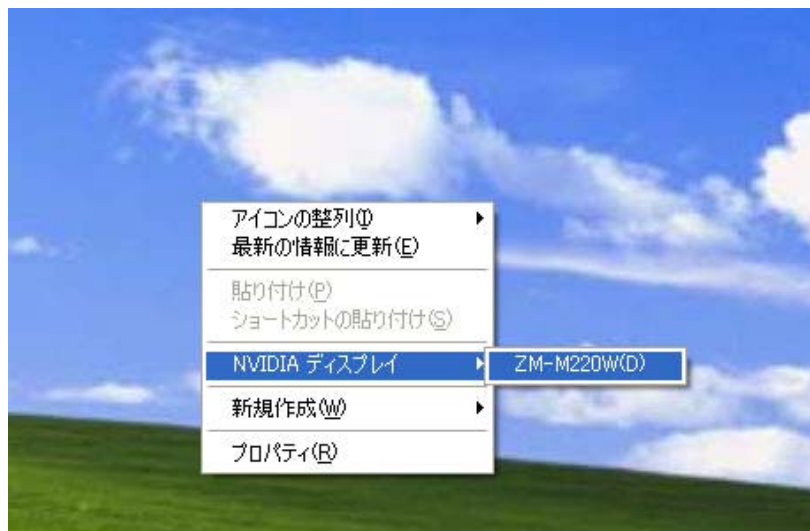 アイコンの整列(I)
最新の情報に更新(E)
貼り付け(P)
ショートカットの貼り付け(S)
NVIDIA ディスプレイ
ZM-M220W(D)
新規作成(W)
プロパティ(R)